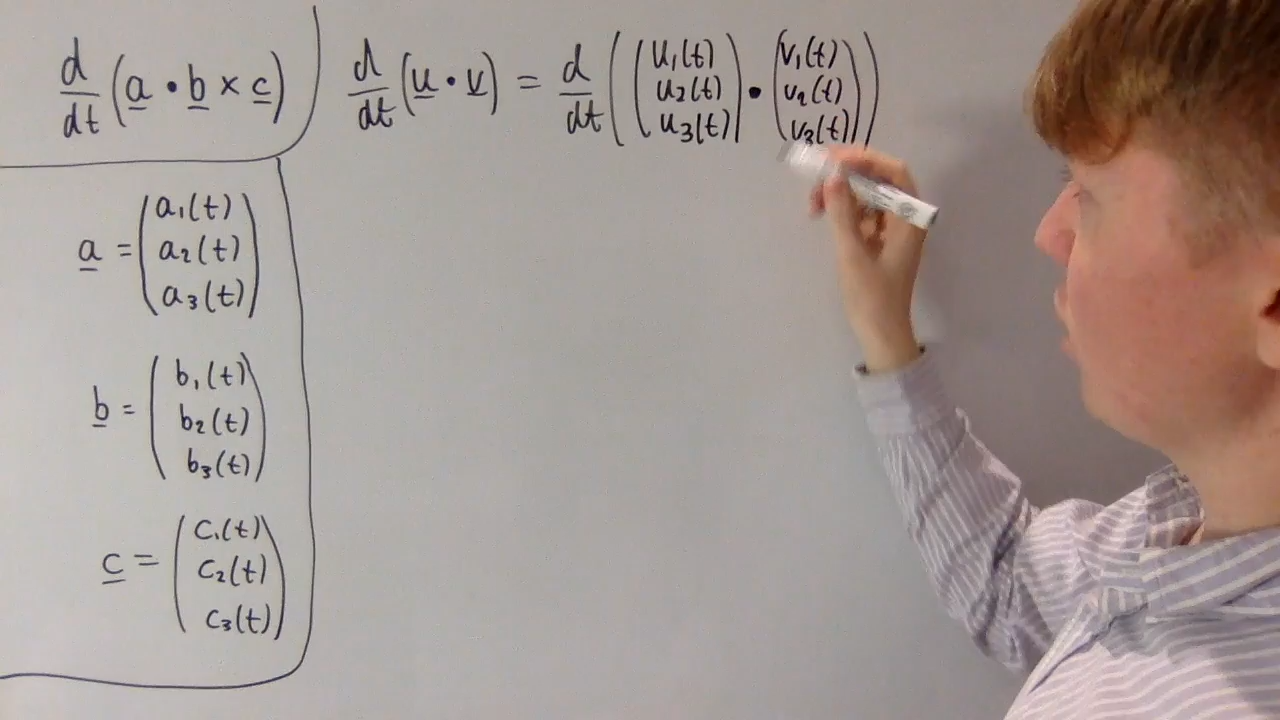 d/dt (a · b × c)
d/dt (u · v) = d/dt ( ( u₁(t) u₂(t) u₃(t) ) · ( v₁(t) v₂(t) v₃(t) ) )
a = ( a₁(t)
a₂(t)
a₃(t) )
b = ( b₁(t)
b₂(t)
b₃(t) )
c = ( c₁(t)
c₂(t)
c₃(t) )